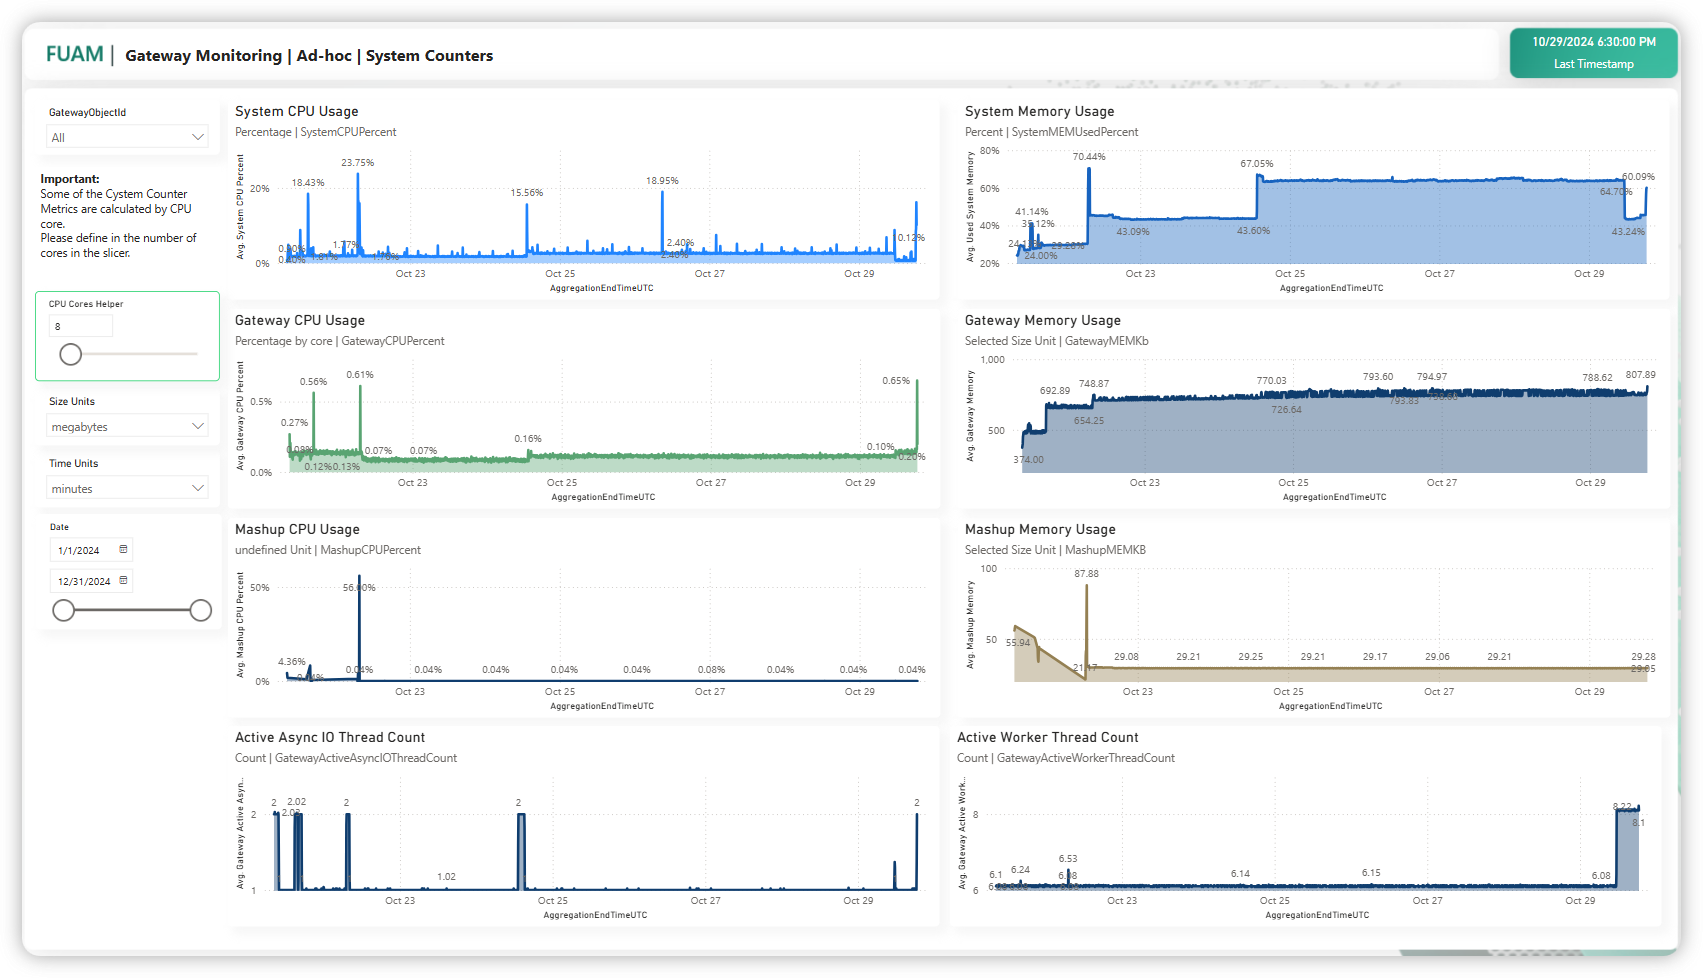 FUAM | Gateway Monitoring | Ad-hoc | System Counters
10/29/2024 6:30:00 PM
Last Timestamp
GatewayObjectId
All
Important:
Some of the Cystem Counter
Metrics are calculated by CPU
core.
Please define in the number of
cores in the slicer.
CPU Cores Helper
8
Size Units
megabytes
Time Units
minutes
Date
1/1/2024
12/31/2024
System CPU Usage
Percentage | SystemCPUPercent
Avg. System CPU Percent
20%
0%
18.43%
23.75%
15.56%
18.95%
1.77%
2.40%
0.12%
Oct 23
Oct 25
Oct 27
Oct 29
AggregationEndTimeUTC
System Memory Usage
Percent | SystemMEMUsedPercent
Avg. Used System Memory
80%
60%
40%
20%
70.44%
67.05%
60.09%
64.70%
41.14%
35.12%
43.09%
43.60%
43.24%
24.00%
Oct 23
Oct 25
Oct 27
Oct 29
AggregationEndTimeUTC
Gateway CPU Usage
Percentage by core | GatewayCPUPercent
Avg. Gateway CPU Percent
0.5%
0.0%
0.27%
0.56%
0.61%
0.65%
0.08%
0.12%
0.13%
0.07%
0.07%
0.16%
0.10%
0.20%
Oct 23
Oct 25
Oct 27
Oct 29
AggregationEndTimeUTC
Gateway Memory Usage
Selected Size Unit | GatewayMEMKb
Avg. Gateway Memory
1,000
500
374.00
692.89
654.25
748.87
770.03
726.64
793.60
793.83
794.97
788.62
807.89
Oct 23
Oct 25
Oct 27
Oct 29
AggregationEndTimeUTC
Mashup CPU Usage
undefined Unit | MashupCPUPercent
Avg. Mashup CPU Percent
50%
0%
4.36%
56.00%
0.04%
0.04%
0.04%
0.04%
0.04%
0.08%
0.04%
0.04%
0.04%
Oct 23
Oct 25
Oct 27
Oct 29
AggregationEndTimeUTC
Mashup Memory Usage
Selected Size Unit | MashupMEMKB
Avg. Mashup Memory
100
50
55.94
87.88
21.17
29.08
29.21
29.25
29.21
29.17
29.06
29.21
29.28
Oct 23
Oct 25
Oct 27
Oct 29
AggregationEndTimeUTC
Active Async IO Thread Count
Count | GatewayActiveAsyncIOThreadCount
Avg. Gateway Active Asyn...
2
1
2
2.02
2
2
2
1.02
Oct 23
Oct 25
Oct 27
Oct 29
AggregationEndTimeUTC
Active Worker Thread Count
Count | GatewayActiveWorkerThreadCount
Avg. Gateway Active Work...
8
6
6.1
6.24
6.53
6.14
6.15
6.08
8.22
8.1
Oct 23
Oct 25
Oct 27
Oct 29
AggregationEndTimeUTC